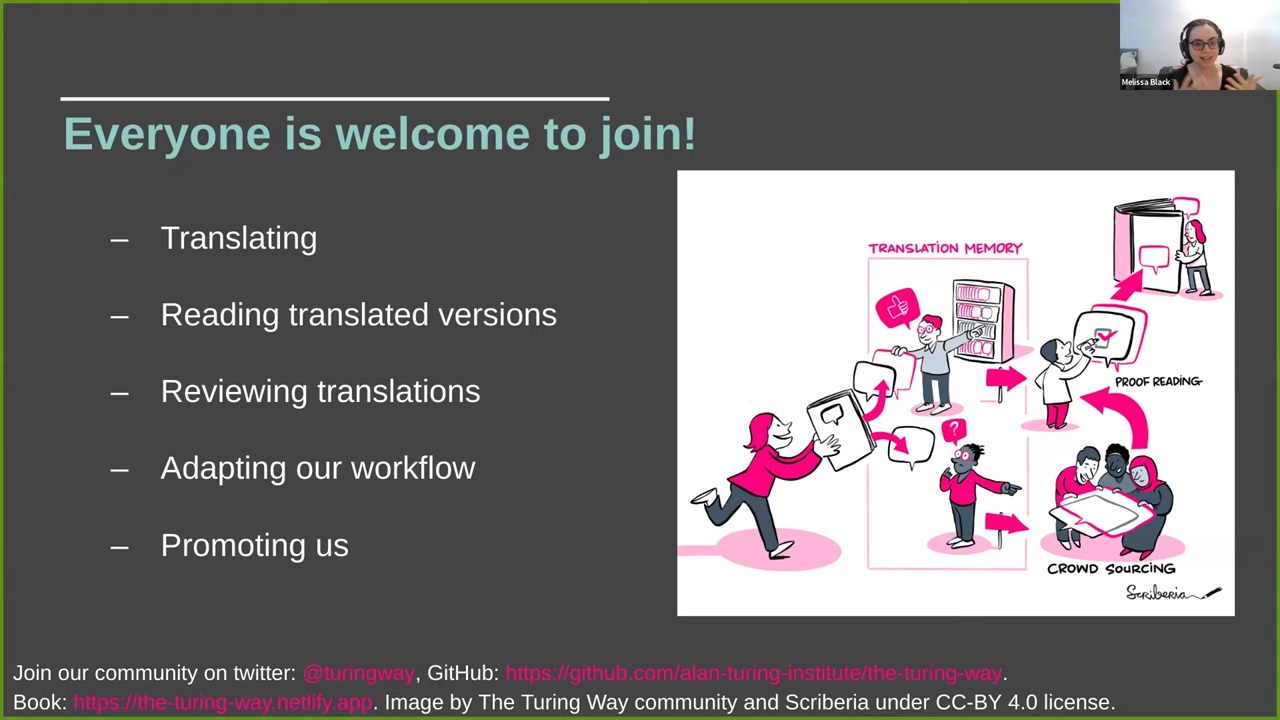 Melissa Black
Everyone is welcome to join!
– Translating
– Reading translated versions
– Reviewing translations
– Adapting our workflow
– Promoting us
TRANSLATION MEMORY
?
PROOF READING
CROWD SOURCING
Scriberia
Join our community on twitter: @turingway, GitHub: https://github.com/alan-turing-institute/the-turing-way.
Book: https://the-turing-way.netlify.app. Image by The Turing Way community and Scriberia under CC-BY 4.0 license.